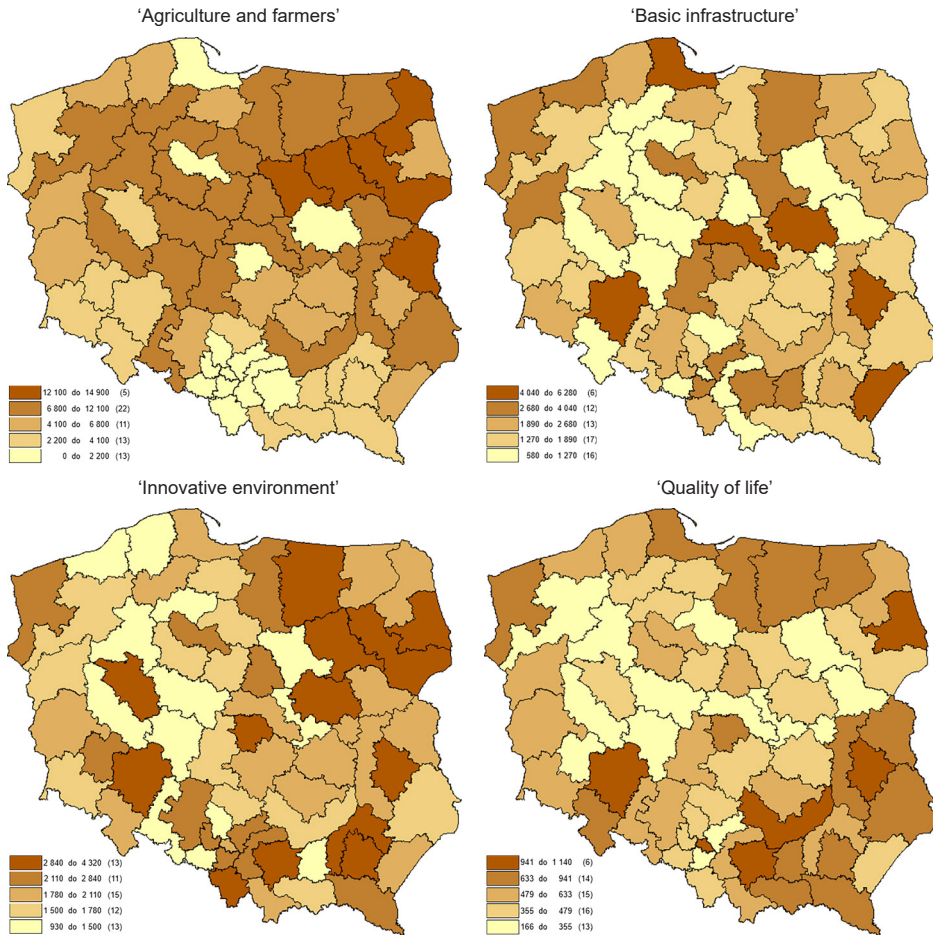 ‘Agriculture and farmers’
12 100 do 14 900 (5)
6 800 do 12 100 (22)
4 100 do 6 800 (11)
2 200 do 4 100 (13)
0 do 2 200 (13)
‘Basic infrastructure’
4 040 do 6 280 (6)
2 680 do 4 040 (12)
1 890 do 2 680 (13)
1 270 do 1 890 (17)
580 do 1 270 (16)
‘Innovative environment’
2 840 do 4 320 (13)
2 110 do 2 840 (11)
1 780 do 2 110 (15)
1 500 do 1 780 (12)
930 do 1 500 (13)
‘Quality of life’
941 do 1 140 (6)
633 do 941 (14)
479 do 633 (15)
355 do 479 (16)
166 do 355 (13)